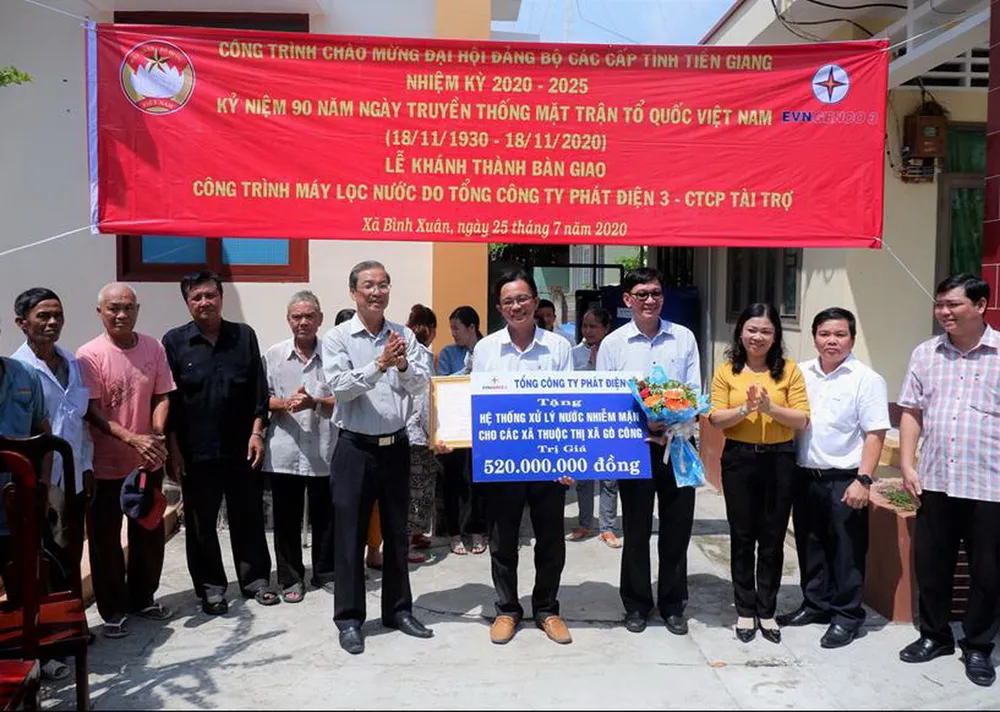 CÔNG TRÌNH CHÀO MỪNG ĐẠI HỘI ĐẢNG BỘ CÁC CẤP TỈNH TIỀN GIANG
NHIỆM KỲ 2020 - 2025
KỶ NIỆM 90 NĂM NGÀY TRUYỀN THỐNG MẶT TRẬN TỔ QUỐC VIỆT NAM
(18/11/1930 - 18/11/2020)
LỄ KHÁNH THÀNH BÀN GIAO
CÔNG TRÌNH MÁY LỌC NƯỚC DO TỔNG CÔNG TY PHÁT ĐIỆN 3 - CTCP TÀI TRỢ
Xã Bình Xuân, ngày 25 tháng 7 năm 2020
VIỆT NAM
EVNGENCO 3
TỔNG CÔNG TY PHÁT ĐIỆN
Tặng
HỆ THỐNG XỬ LÝ NƯỚC NHIỄM MẶN
CHO CÁC XÃ THUỘC THỊ XÃ GÒ CÔNG
Trị Giá
520.000.000 đồng